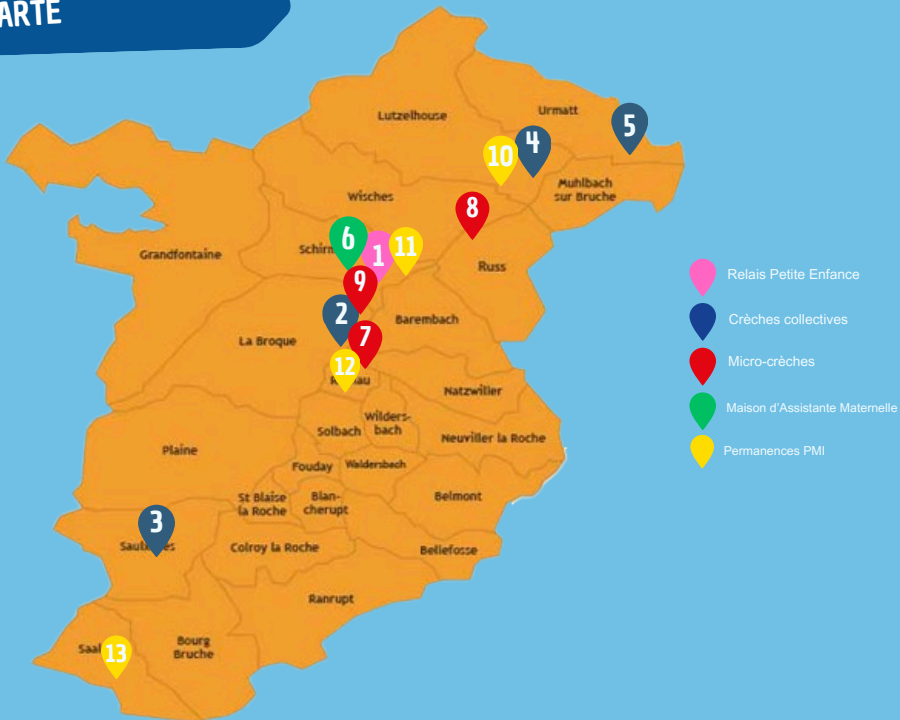 ARTE
Lutzelhouse
Urmatt
5
4
10
Muhlbach
sur Bruche
Wisches
8
6
Schirm
1
11
Grandfontaine
Russ
9
Relais Petite Enfance
2
Barembach
Crèches collectives
La Broque
7
Micro-crèches
12
Natzwiller
Maison d'Assistante Maternelle
Wilders-
bach
Solbach
Neuviller la Roche
Plaine
Permanences PMI
Fouday
Waldersbach
St Blaise
la Roche
Blan-
cherupt
Belmont
3
Colroy la Roche
Bellefosse
Ranrupt
Bourg
Bruche
Saal
13